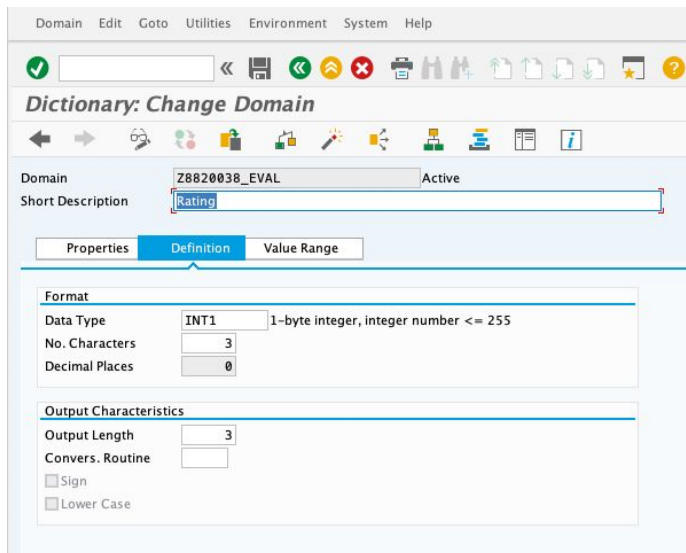 Domain Edit Goto Utilities Environment System Help
Dictionary: Change Domain
Domain Z8820038_EVAL Active
Short Description Rating
Properties Definition Value Range
Format
Data Type INT1 1-byte integer, integer number <= 255
No. Characters 3
Decimal Places 0
Output Characteristics
Output Length 3
Convers. Routine
Sign
Lower Case